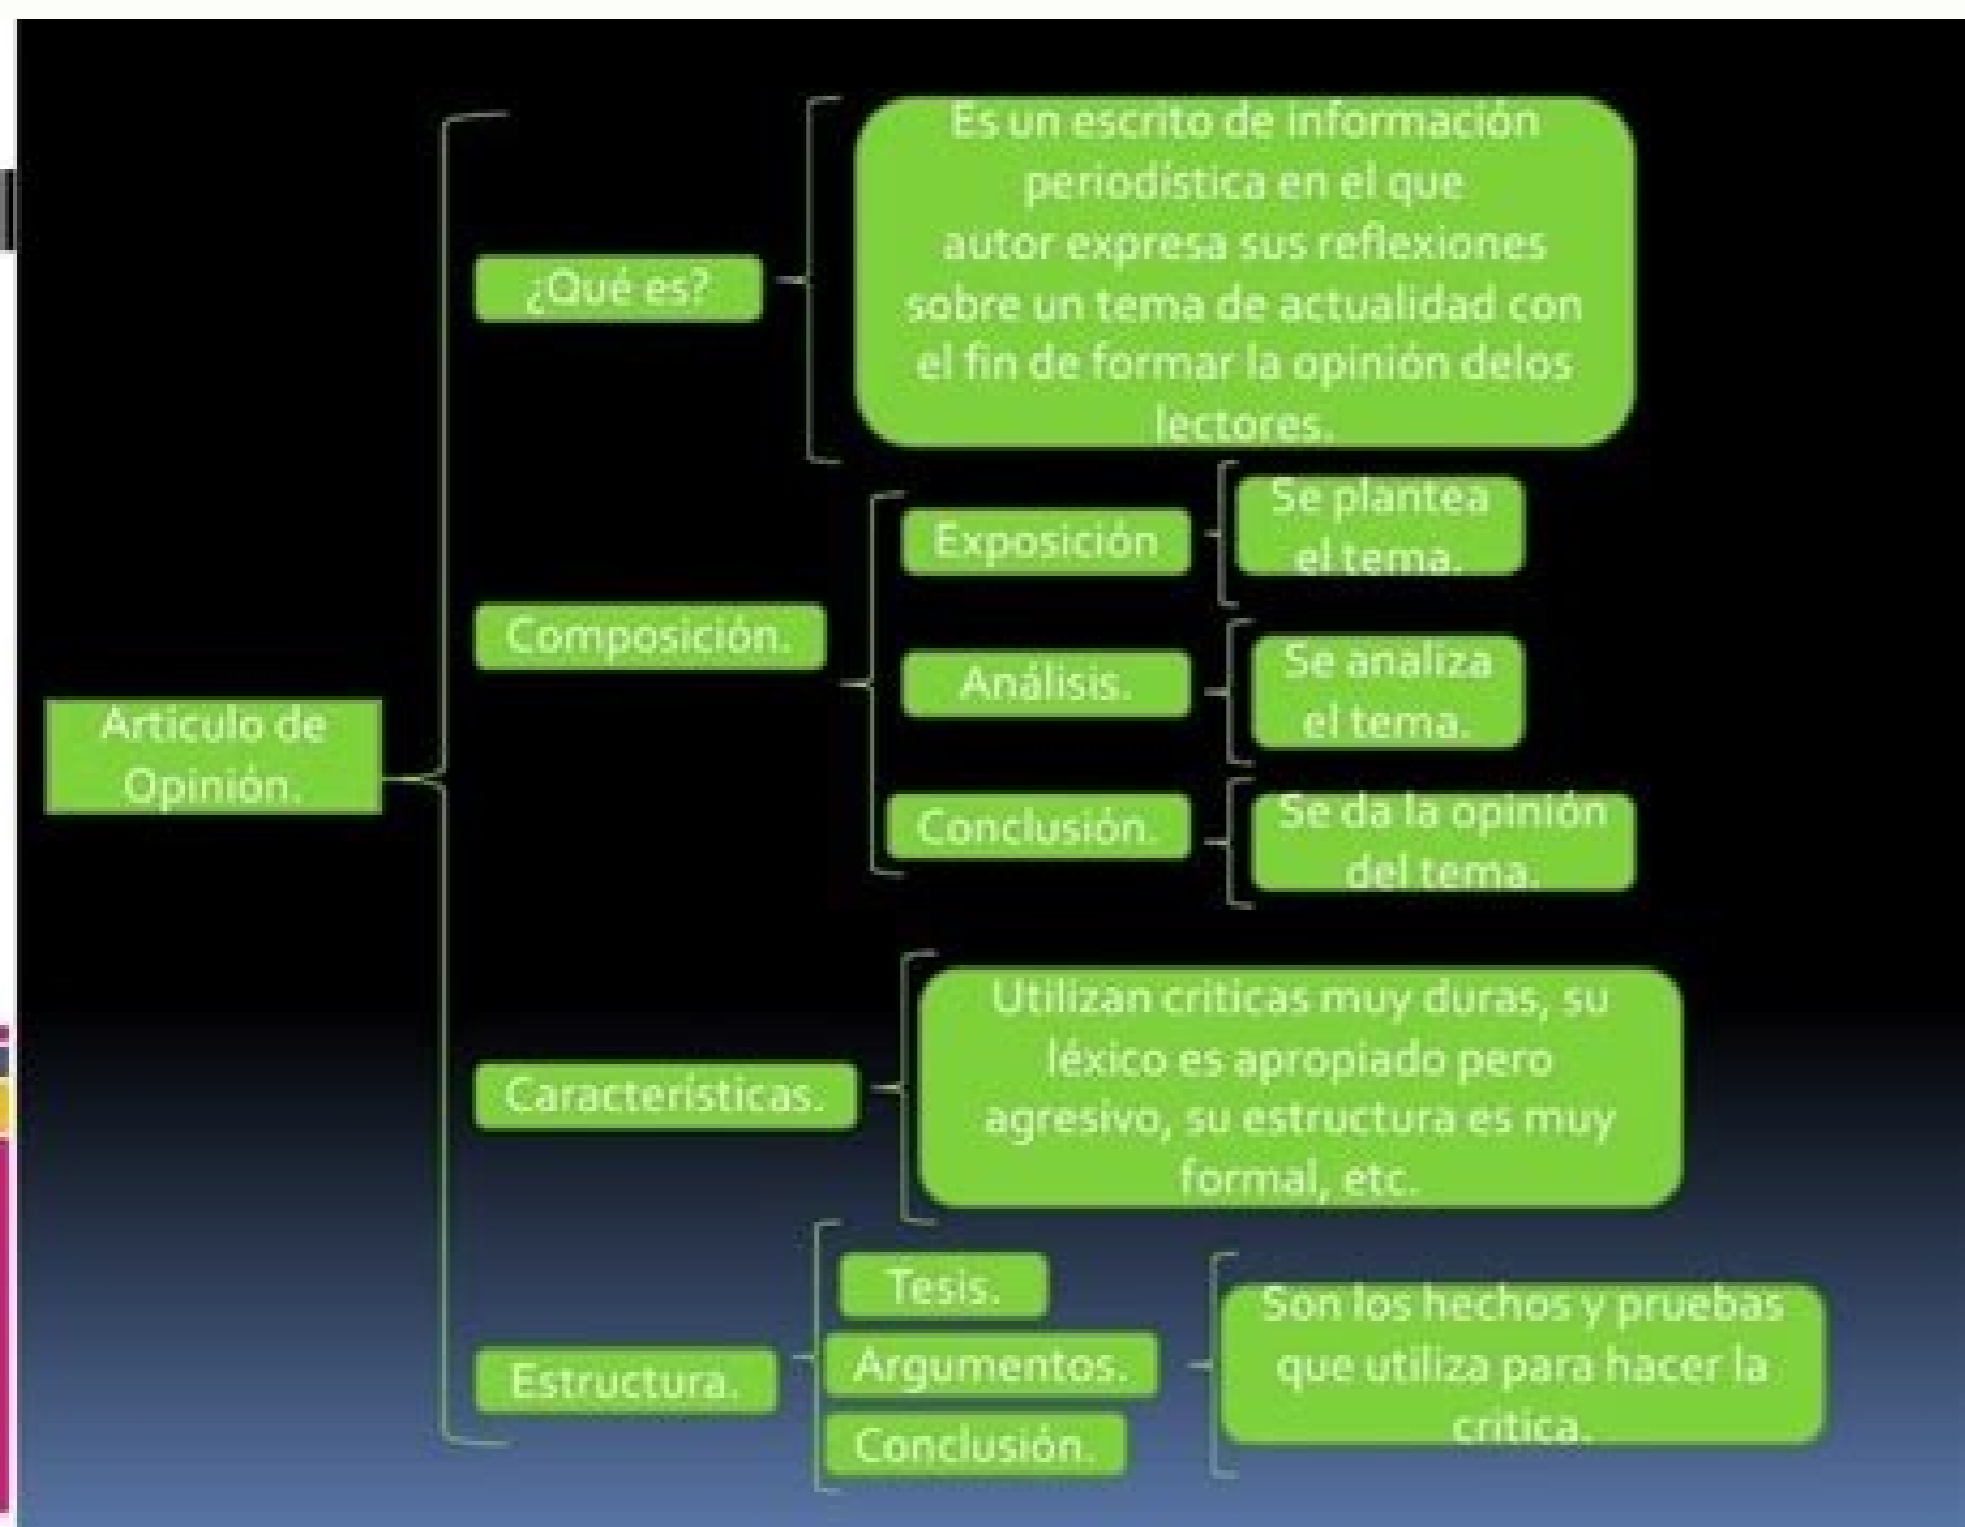 Artículo de
Opinión.
¿Qué es?
Es un escrito de información
periodística en el que
autor expresa sus reflexiones
sobre un tema de actualidad con
el fin de formar la opinión delos
lectores.
Composición.
Exposición
Se plantea
el tema.
Análisis.
Se analiza
el tema.
Conclusión.
Se da la opinión
del tema.
Características.
Utilizan criticas muy duras, su
léxico es apropiado pero
agresivo, su estructura es muy
formal, etc.
Estructura.
Tesis.
Argumentos.
Conclusión.
Son los hechos y pruebas
que utiliza para hacer la
critica.